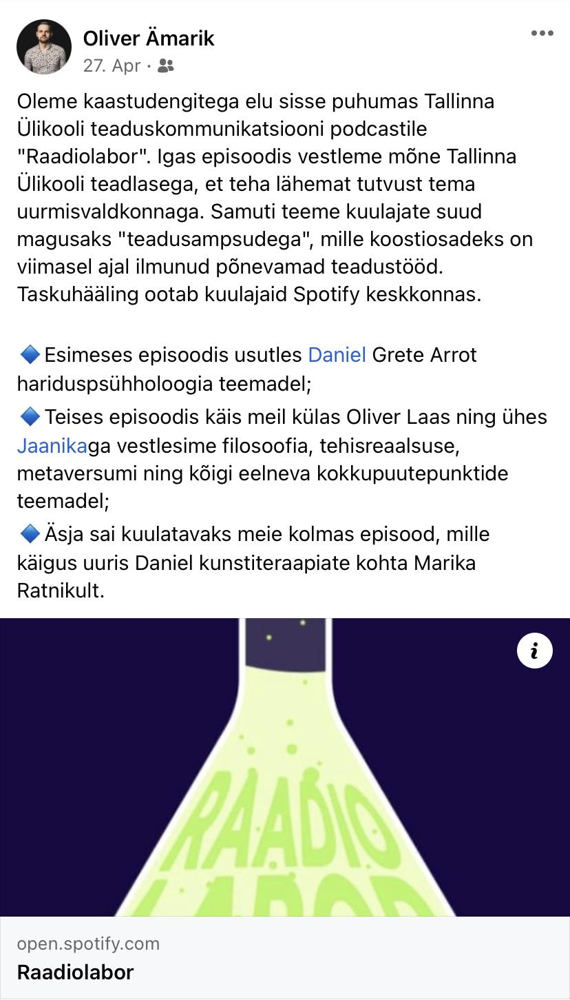 Oliver Ämarik
27. Apr ·
Oleme kaastudengitega elu sisse puhumas Tallinna
Ülikooli teaduskommunikatsiooni podcastile
"Raadiolabor". Igas episoodis vestleme mõne Tallinna
Ülikooli teadlasega, et teha lähemat tutvust tema
uurmisvaldkonnaga. Samuti teeme kuulajate suud
magusaks "teadusampsudega", mille koostiosadeks on
viimasel ajal ilmunud põnevamad teadustööd.
Taskuhääling ootab kuulajaid Spotify keskkonnas.
🔷Esimeses episoodis usutles Daniel Grete Arrot
hariduspsühholoogia teemadel;
🔷Teises episoodis käis meil külas Oliver Laas ning ühes
Jaanikaga vestlesime filosoofia, tehisreaalsuse,
metaversumi ning kõigi eelneva kokkupuutepunktide
teemadel;
🔷Äsja sai kuulatavaks meie kolmas episood, mille
käigus uuris Daniel kunstiteraapiate kohta Marika
Ratnikult.
RAADIO
LABOR
open.spotify.com
Raadiolabor